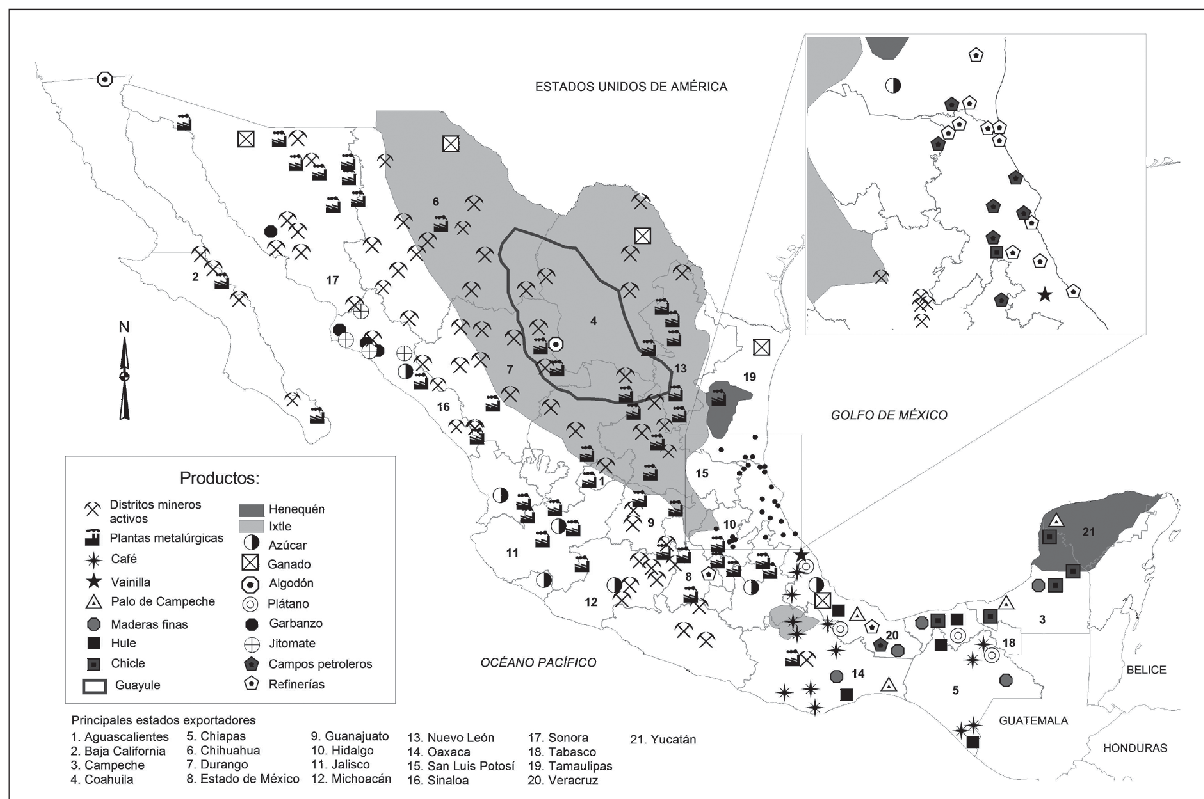 ESTADOS UNIDOS DE AMÉRICA
N
GOLFO DE MÉXICO
OCÉANO PACÍFICO
BELICE
GUATEMALA
HONDURAS
2
17
6
4
7
13
19
16
1
15
9
10
11
12
8
20
14
18
5
3
21
Productos:
Distritos mineros
activos
Plantas metalúrgicas
Café
Vainilla
Palo de Campeche
Maderas finas
Hule
Chicle
Guayule
Henequén
Ixtle
Azúcar
Ganado
Algodón
Plátano
Garbanzo
Jitomate
Campos petroleros
Refinerías
Principales estados exportadores
1. Aguascalientes
2. Baja California
3. Campeche
4. Coahuila
5. Chiapas
6. Chihuahua
7. Durango
8. Estado de México
9. Guanajuato
10. Hidalgo
11. Jalisco
12. Michoacán
13. Nuevo León
14. Oaxaca
15. San Luis Potosí
16. Sinaloa
17. Sonora
18. Tabasco
19. Tamaulipas
20. Veracruz
21. Yucatán